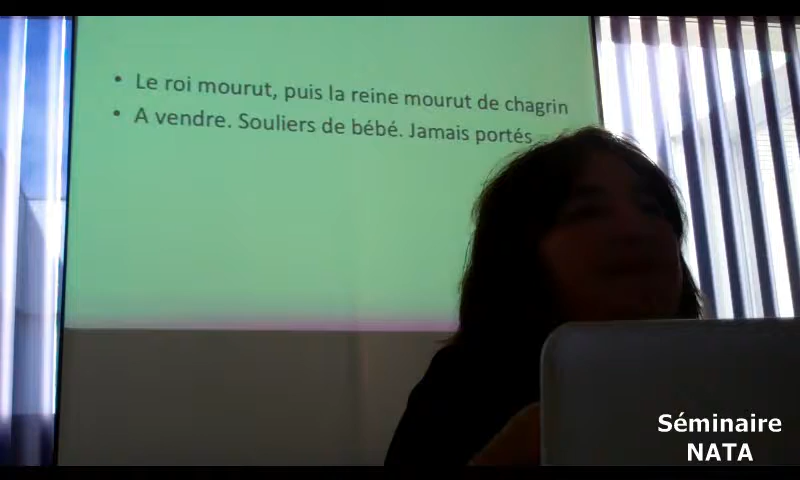 • Le roi mourut, puis la reine mourut de chagrin
• A vendre. Souliers de bébé. Jamais portés
Séminaire
NATA